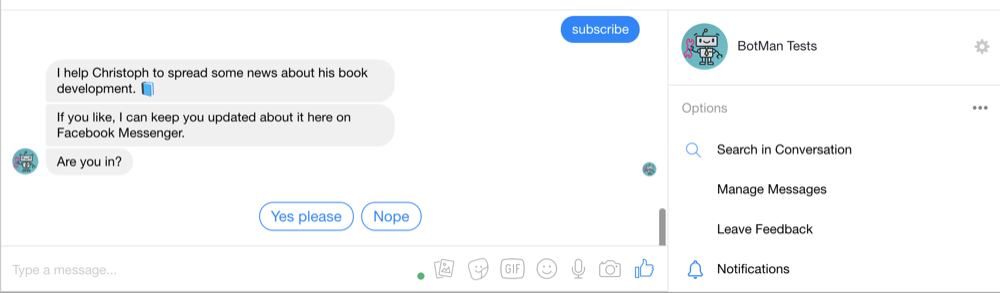 subscribe
I help Christoph to spread some news about his book
development. 📘
If you like, I can keep you updated about it here on
Facebook Messenger.
Are you in?
Yes please
Nope
Type a message...
GIF
BotMan Tests
Options
Search in Conversation
Manage Messages
Leave Feedback
Notifications